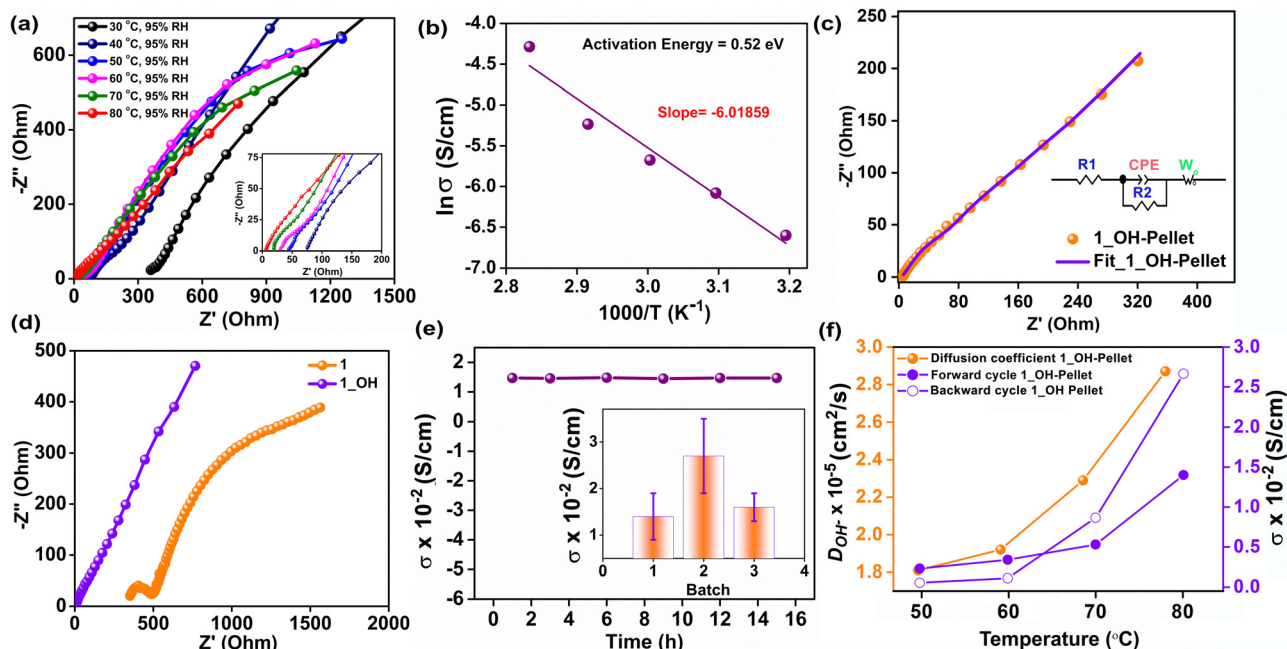 (a)
30 °C, 95% RH
40 °C, 95% RH
50 °C, 95% RH
60 °C, 95% RH
70 °C, 95% RH
80 °C, 95% RH
-Z'' (Ohm)
600
400
200
0
0 300 600 900 1200 1500
Z' (Ohm)
-Z'' (Ohm)
75
50
25
0
0 50 100 150 200
Z' (Ohm)
(b)
Activation Energy = 0.52 eV
Slope= -6.01859
lnσ (S/cm)
-4.0
-4.5
-5.0
-5.5
-6.0
-6.5
-7.0
2.8 2.9 3.0 3.1 3.2
1000/T (K-1)
(c)
-Z'' (Ohm)
250
200
150
100
50
0
0 80 160 240 320 400
Z' (Ohm)
R1 CPE Wo
R2
1_OH-Pellet
Fit_1_OH-Pellet
(d)
1
1_OH
-Z'' (Ohm)
500
400
300
200
100
0
0 500 1000 1500 2000
Z' (Ohm)
(e)
σ x 10-2 (S/cm)
2
1
0
-1
-2
-3
-4
-5
-6
0 2 4 6 8 10 12 14 16
Time (h)
σ x 10-2 (S/cm)
3
2
1
0 1 2 3 4
Batch
(f)
Diffusion coefficient 1_OH-Pellet
Forward cycle 1_OH-Pellet
Backward cycle 1_OH Pellet
DOH- x 10-5 (cm2/s)
3.0
2.8
2.6
2.4
2.2
2.0
1.8
50 60 70 80
Temperature (°C)
3.0
2.5
2.0
1.5
1.0
0.5
0.0
σ x 10-2 (S/cm)